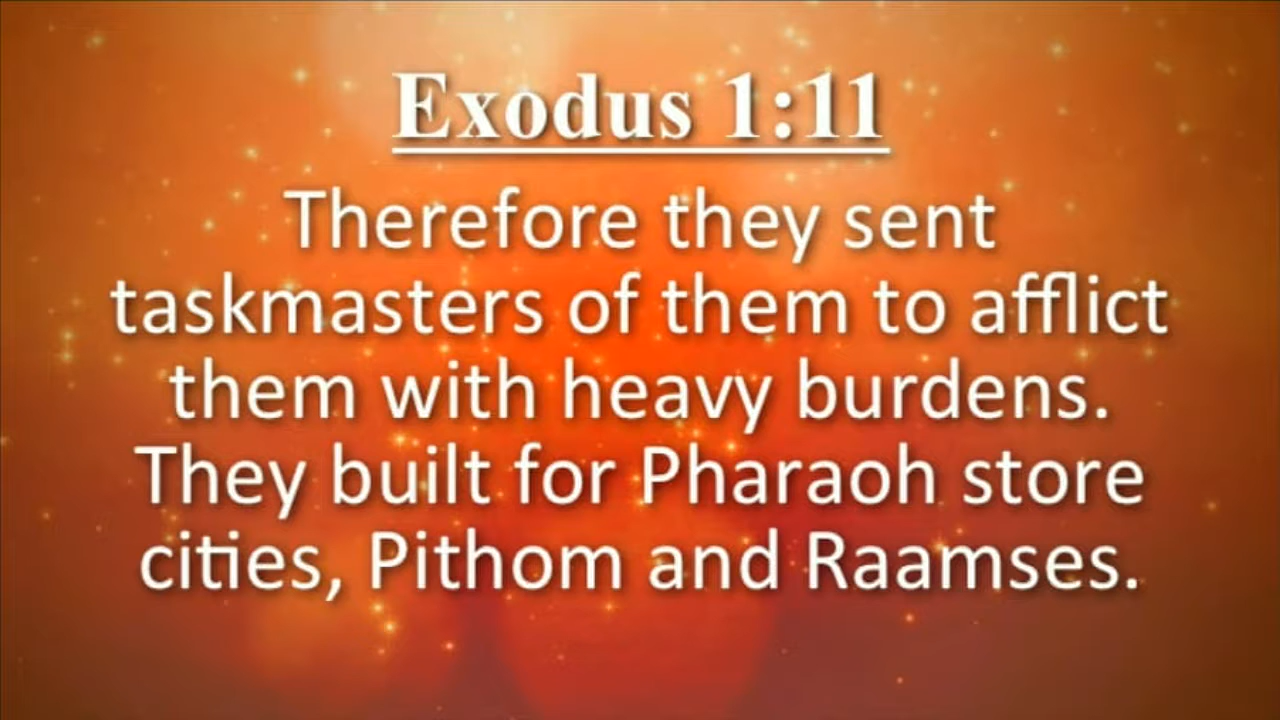 Exodus 1:11
Therefore they sent
taskmasters of them to afflict
them with heavy burdens.
They built for Pharaoh store
cities, Pithom and Raamses.